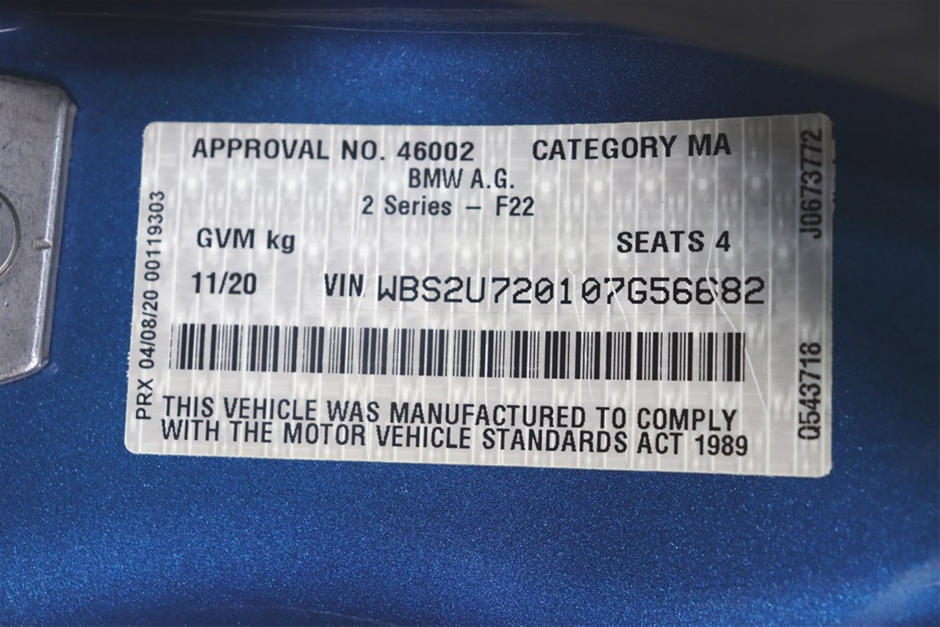 APPROVAL NO. 46002 CATEGORY MA
BMW A.G.
2 Series – F22
GVM kg SEATS 4
11/20 VIN WBS2U720107G56682
THIS VEHICLE WAS MANUFACTURED TO COMPLY
WITH THE MOTOR VEHICLE STANDARDS ACT 1989
PRX 04/08/20 00119303
J0673772
Q543718